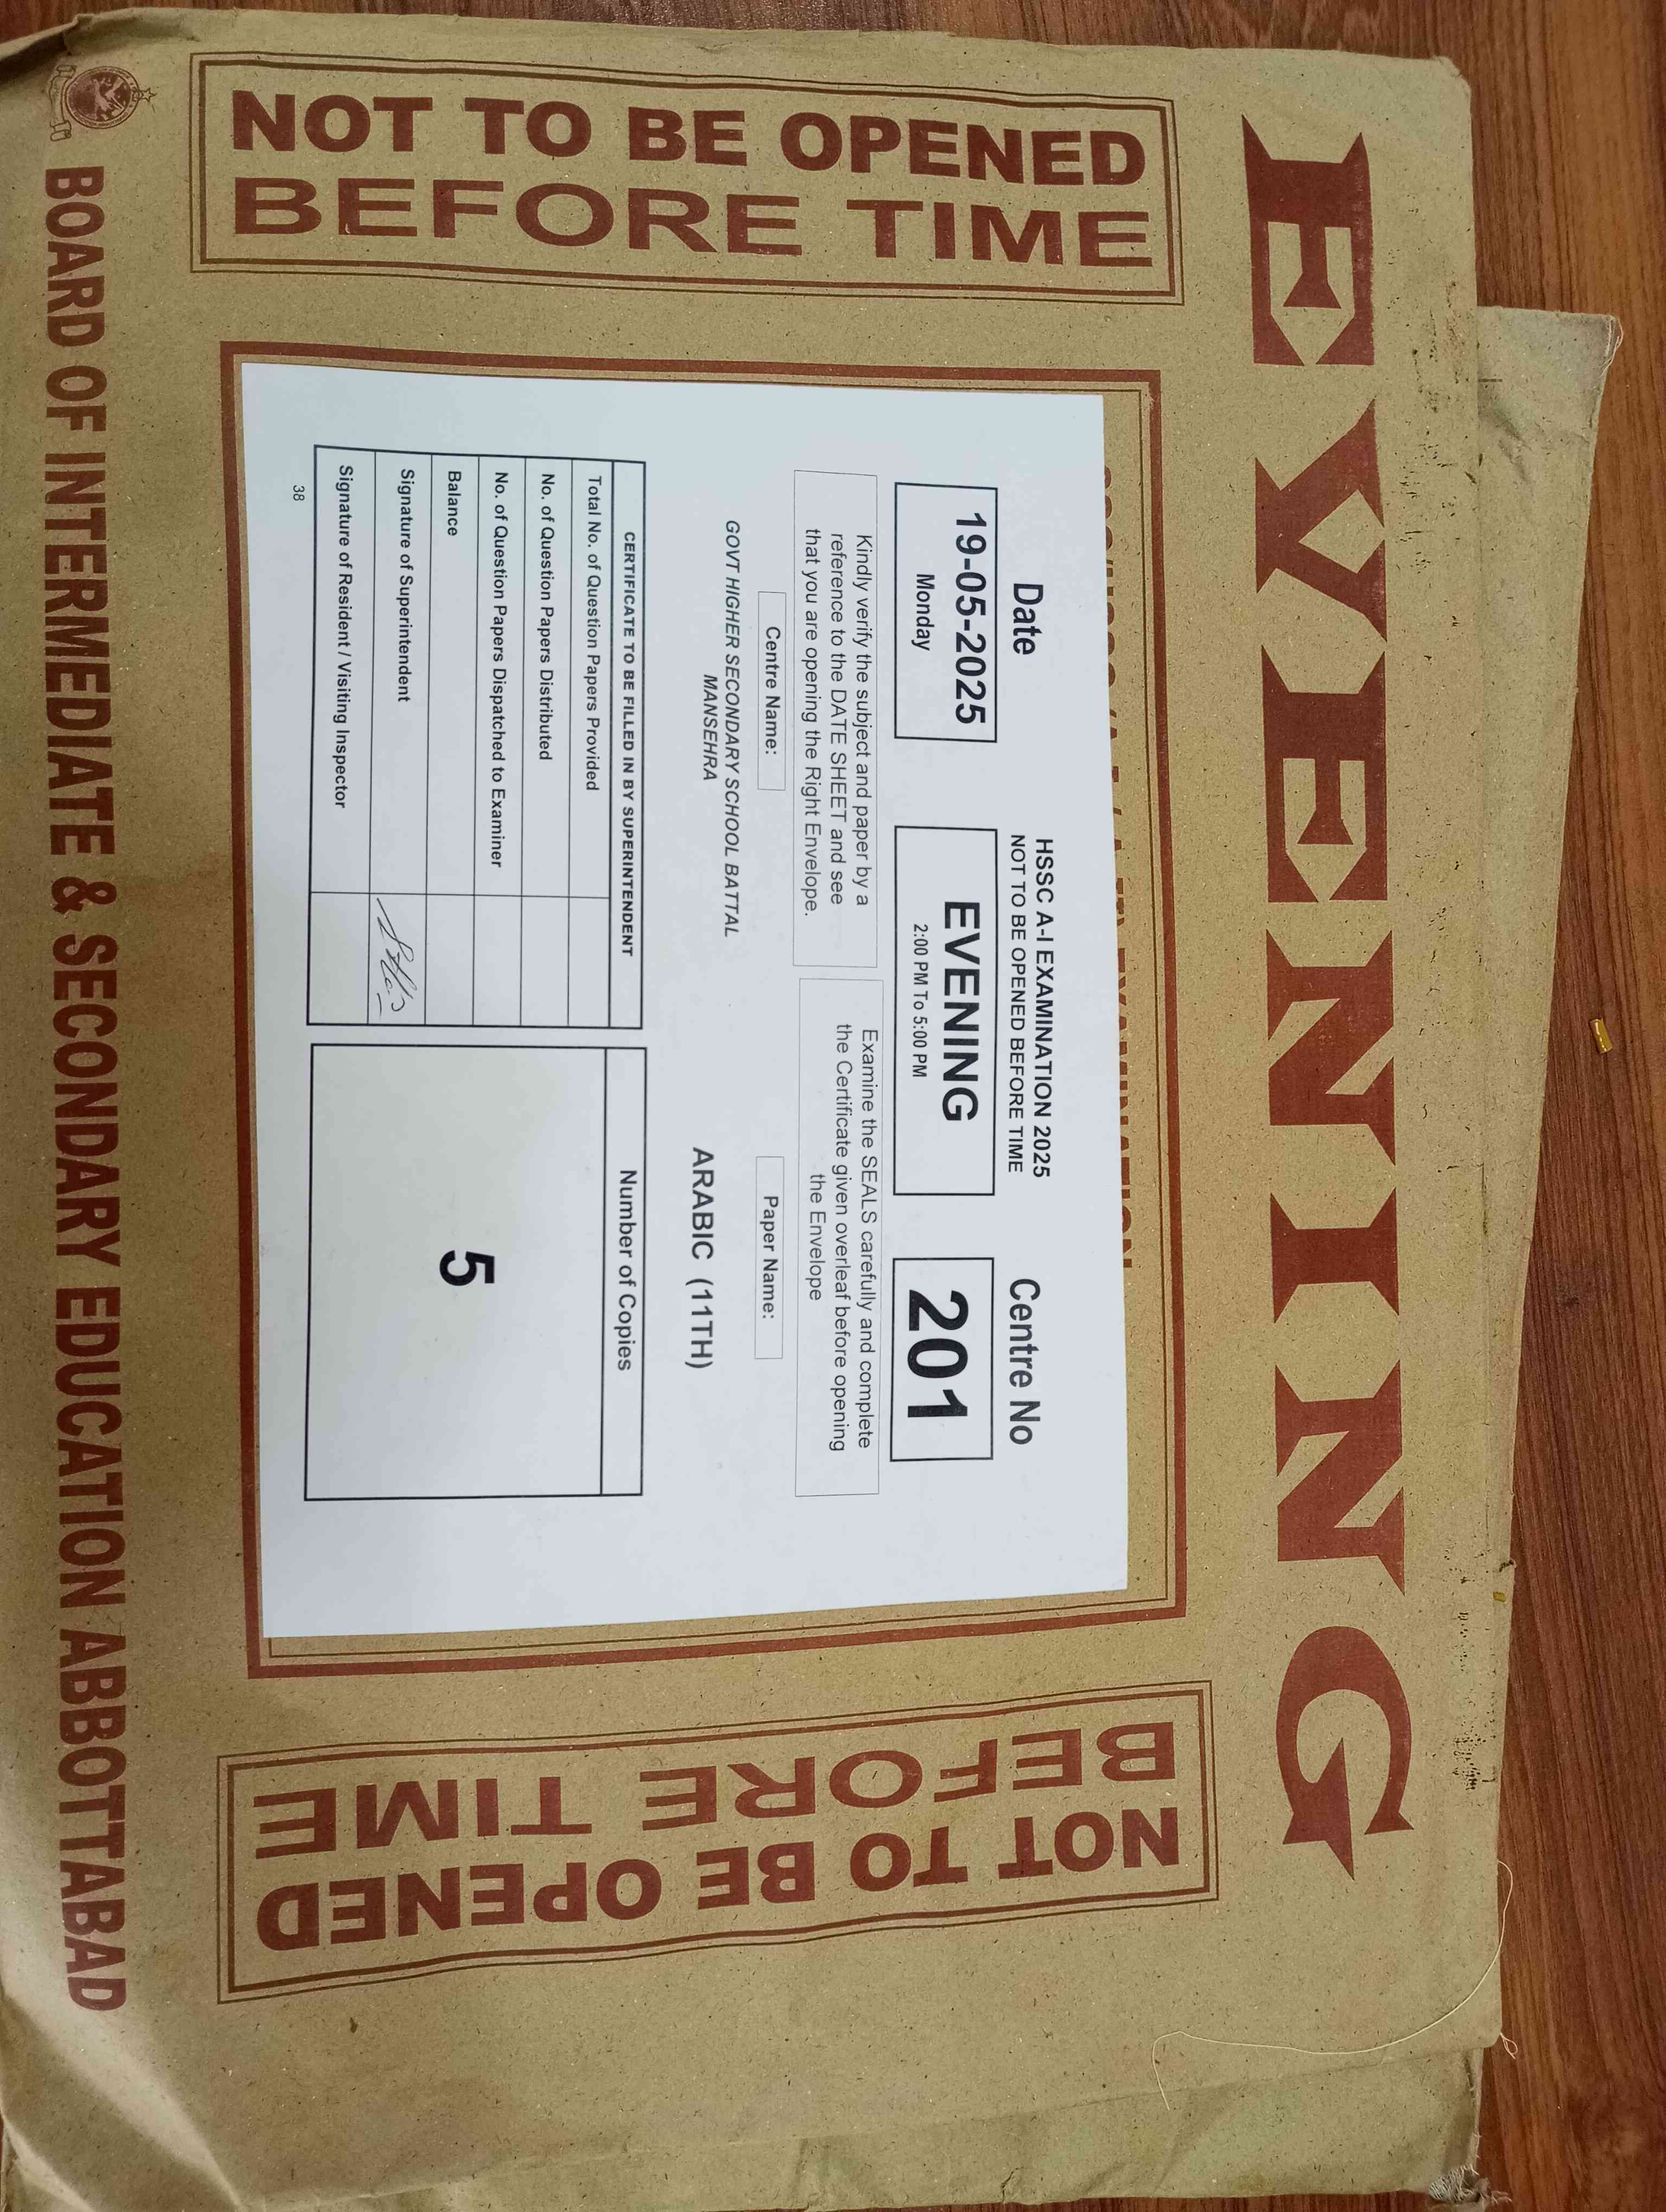 EVENING
NOT TO BE OPENED
BEFORE TIME
HSSC A-I EXAMINATION 2025
NOT TO BE OPENED BEFORE TIME
Date
19-05-2025
Monday
EVENING
2:00 PM To 5:00 PM
Centre No
201
Kindly verify the subject and paper by a
reference to the DATE SHEET and see
that you are opening the Right Envelope.
Examine the SEALS carefully and complete
the Certificate given overleaf before opening
the Envelope
Centre Name:
GOVT HIGHER SECONDARY SCHOOL BATTAL
MANSEHRA
Paper Name:
ARABIC (11TH)
CERTIFICATE TO BE FILLED IN BY SUPERINTENDENT
Total No. of Question Papers Provided
No. of Question Papers Distributed
No. of Question Papers Dispatched to Examiner
Balance
Signature of Superintendent
Signature of Resident / Visiting Inspector
Number of Copies
5
38
NOT TO BE OPENED
BEFORE TIME
BOARD OF INTERMEDIATE & SECONDARY EDUCATION ABBOTTABAD